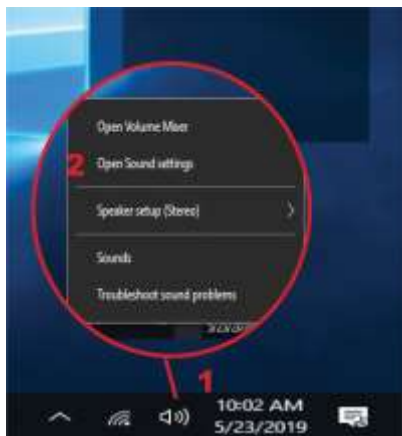 Open Volume Mixer
2 Open Sound settings
Speaker setup (Stereo)
Sounds
Troubleshoot sound problems
1
10:02 AM
5/23/2019